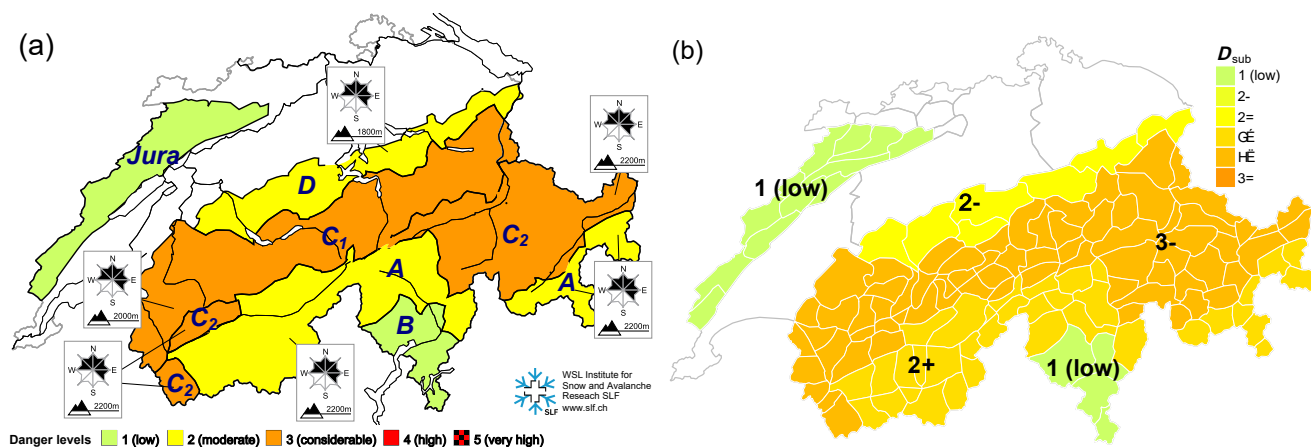 (a)
N
W E
S
1800m
N
W E
S
2200m
Jura
D
C1
C2
A
A
B
N
W E
S
2000m
C2
N
W E
S
2200m
C2
N
W E
S
2200m
N
W E
S
2200m
SLF
WSL Institute for
Snow and Avalanche
Reseach SLF
www.slf.ch
Danger levels 1 (low) 2 (moderate) 3 (considerable) 4 (high) 5 (very high)
(b)
Dsub
1 (low)
2-
2=
GÉ
HË
3=
1 (low)
2-
3-
2+
1 (low)